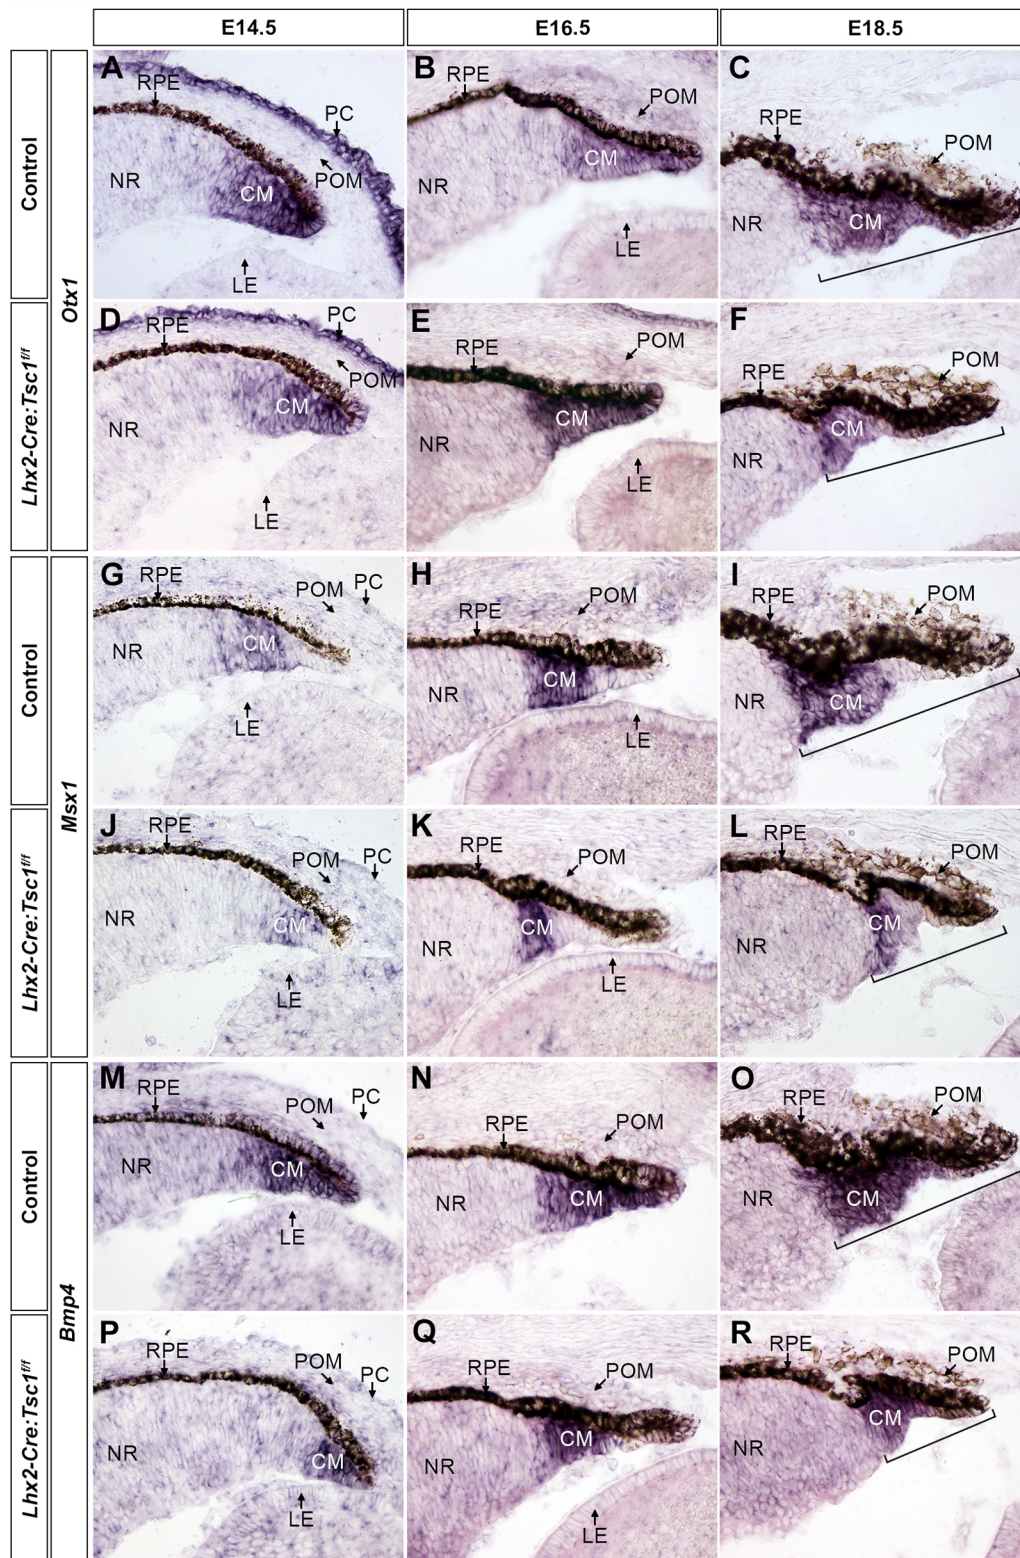 E14.5 E16.5 E18.5
Control
Otx1
Lhx2-Cre:Tsc1f/f
Control
Msx1
Lhx2-Cre:Tsc1f/f
Control
Bmp4
Lhx2-Cre:Tsc1f/f
A RPE PC POM NR CM LE
B RPE POM CM NR LE
C RPE POM CM NR
D RPE PC POM CM NR LE
E RPE POM CM NR LE
F RPE POM CM NR
G RPE POM PC NR CM LE
H RPE POM CM NR LE
I RPE POM NR CM
J RPE POM PC NR CM LE
K RPE POM CM NR LE
L RPE POM CM NR
M RPE POM PC NR CM LE
N RPE POM CM NR
O RPE POM CM NR
P RPE POM PC NR CM LE
Q RPE POM CM NR LE
R RPE POM CM NR